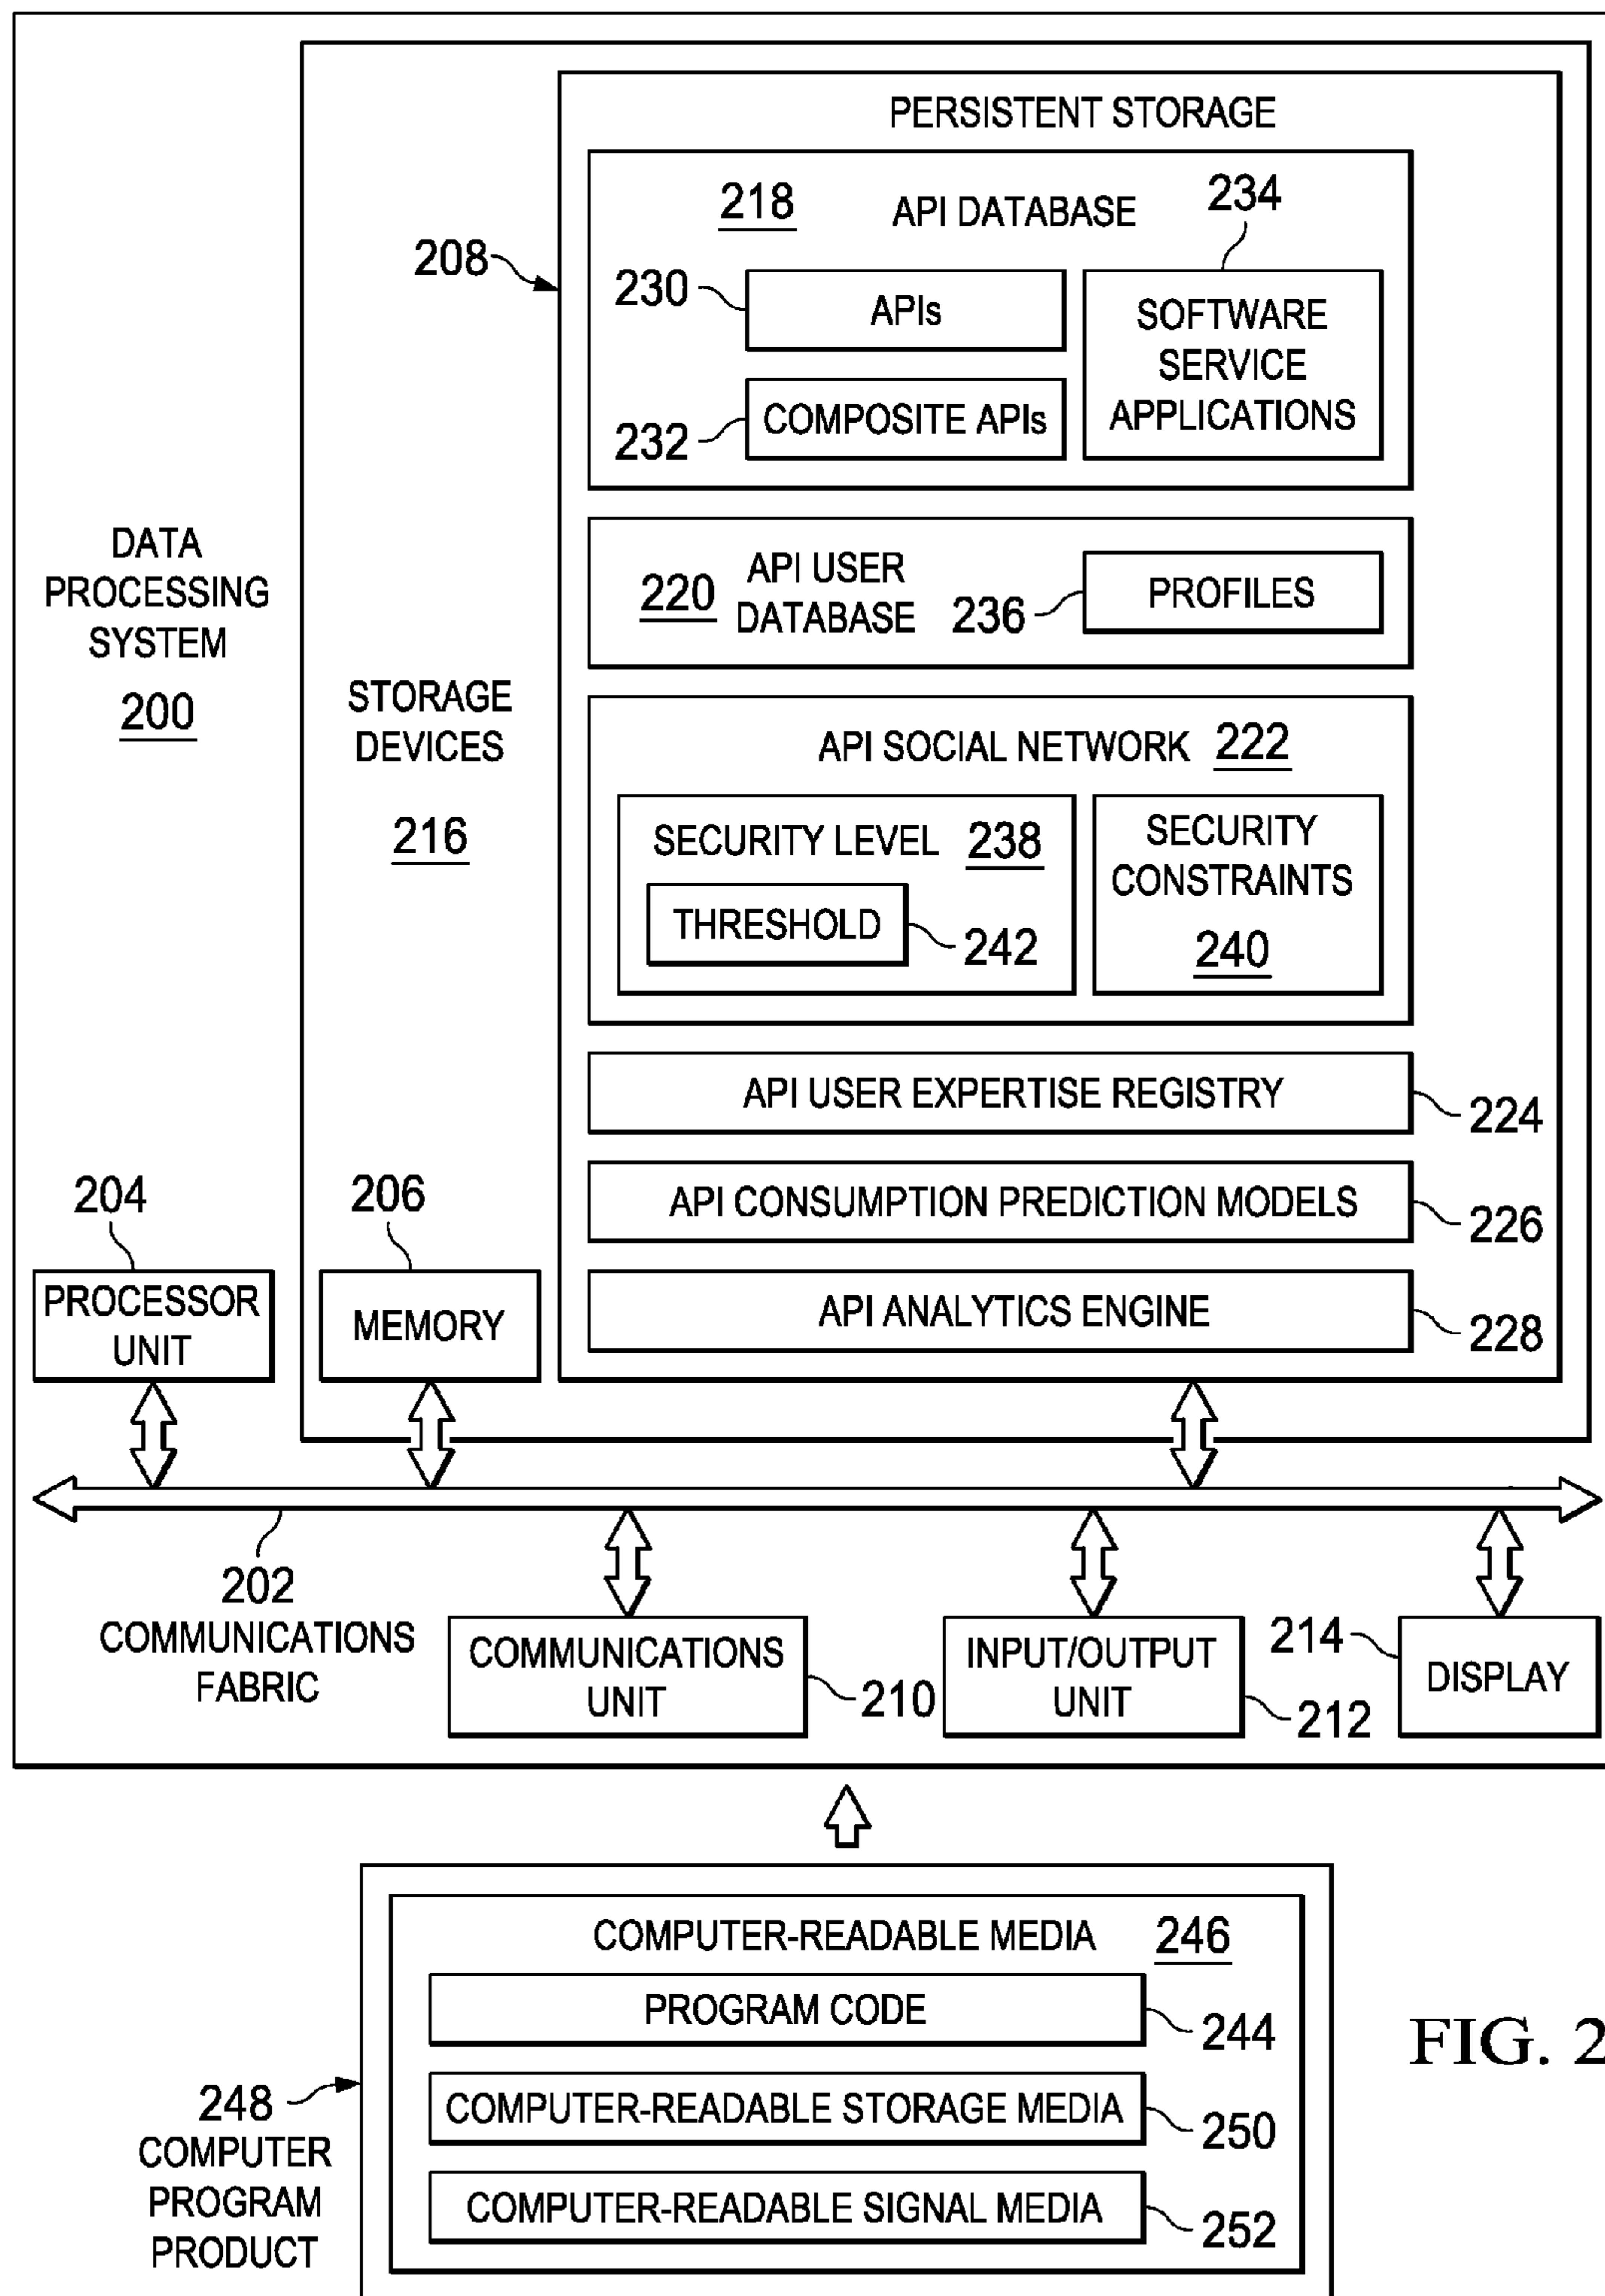 PERSISTENT STORAGE
218
API DATABASE
234
208
230
APIs
SOFTWARE
SERVICE
APPLICATIONS
232
COMPOSITE APIs
DATA
PROCESSING
SYSTEM
200
STORAGE
DEVICES
216
220
API USER
DATABASE
236
PROFILES
API SOCIAL NETWORK 222
SECURITY LEVEL 238
THRESHOLD
242
SECURITY
CONSTRAINTS
240
API USER EXPERTISE REGISTRY
224
API CONSUMPTION PREDICTION MODELS
226
API ANALYTICS ENGINE
228
204
PROCESSOR
UNIT
206
MEMORY
202
COMMUNICATIONS
FABRIC
COMMUNICATIONS
UNIT
210
INPUT/OUTPUT
UNIT
212
214
DISPLAY
COMPUTER-READABLE MEDIA 246
PROGRAM CODE
244
COMPUTER-READABLE STORAGE MEDIA
250
COMPUTER-READABLE SIGNAL MEDIA
252
248
COMPUTER
PROGRAM
PRODUCT
FIG. 2